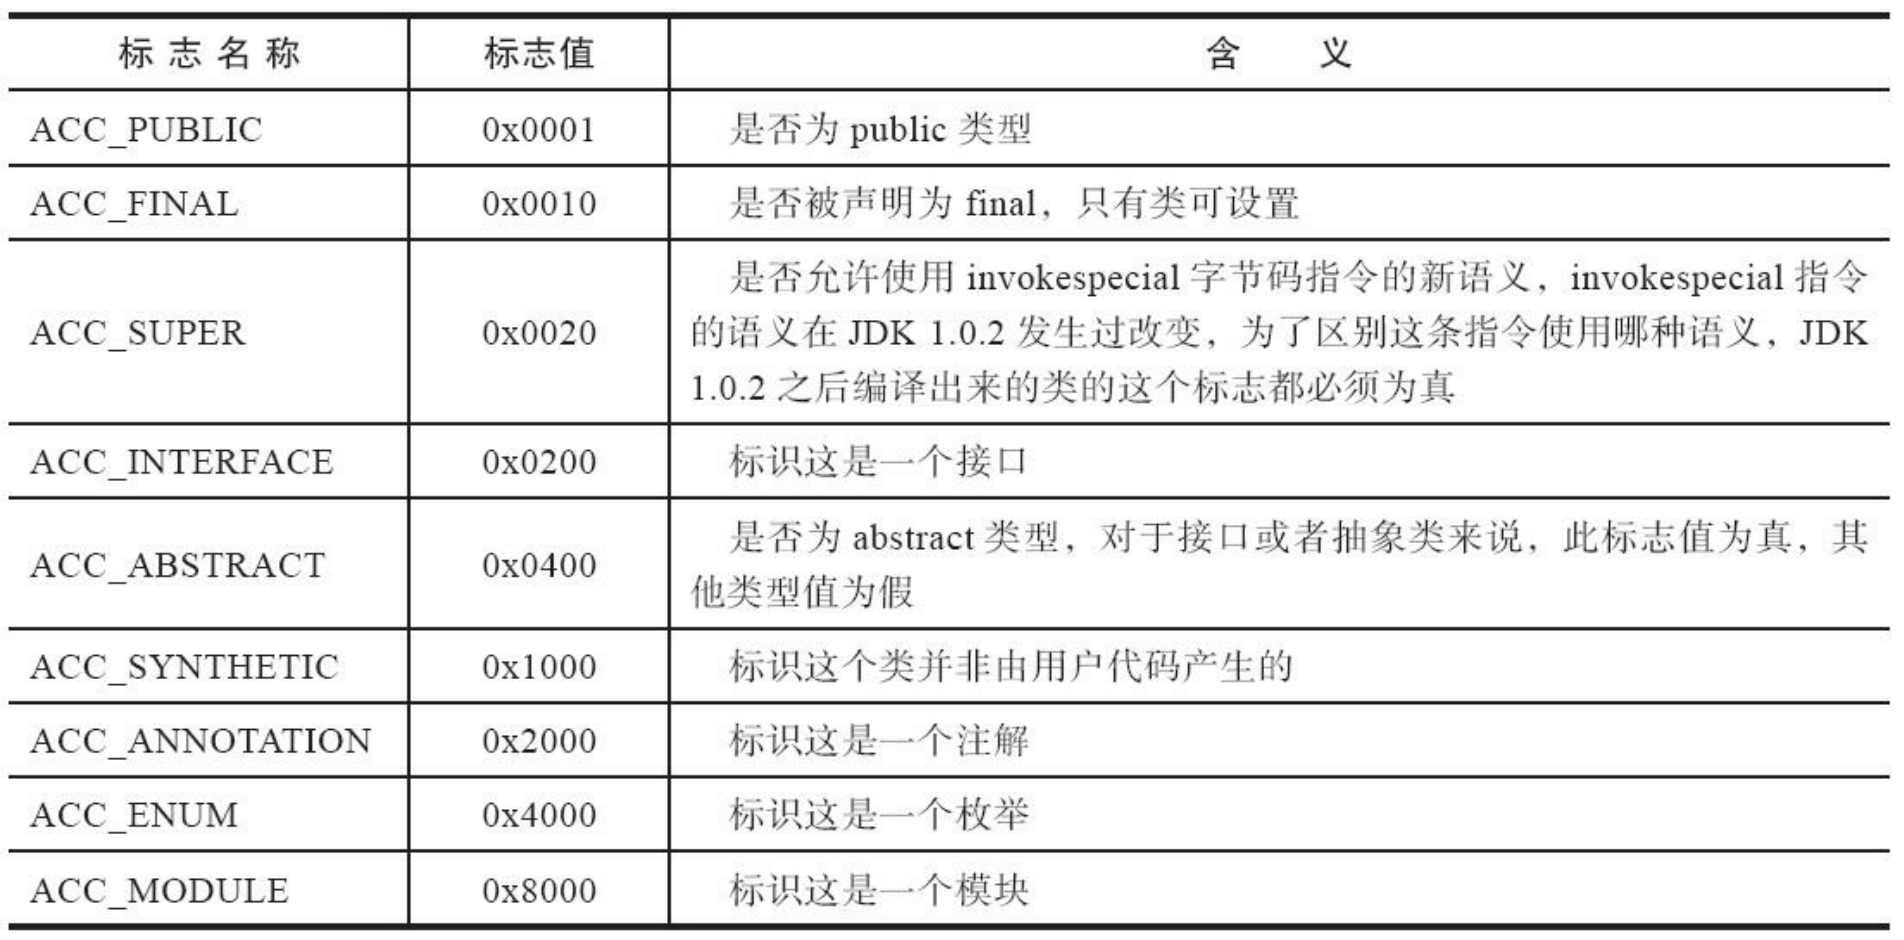 标志名称 标志值 含 义
ACC_PUBLIC 0x0001 是否为 public 类型
ACC_FINAL 0x0010 是否被声明为 final，只有类可设置
ACC_SUPER 0x0020 是否允许使用 invokespecial 字节码指令的新语义，invokespecial 指令
的语义在 JDK 1.0.2 发生过改变，为了区别这条指令使用哪种语义，JDK
1.0.2 之后编译出来的类的这个标志都必须为真
ACC_INTERFACE 0x0200 标识这是一个接口
ACC_ABSTRACT 0x0400 是否为 abstract 类型，对于接口或者抽象类来说，此标志值为真，其
他类型值为假
ACC_SYNTHETIC 0x1000 标识这个类并非由用户代码产生的
ACC_ANNOTATION 0x2000 标识这是一个注解
ACC_ENUM 0x4000 标识这是一个枚举
ACC_MODULE 0x8000 标识这是一个模块